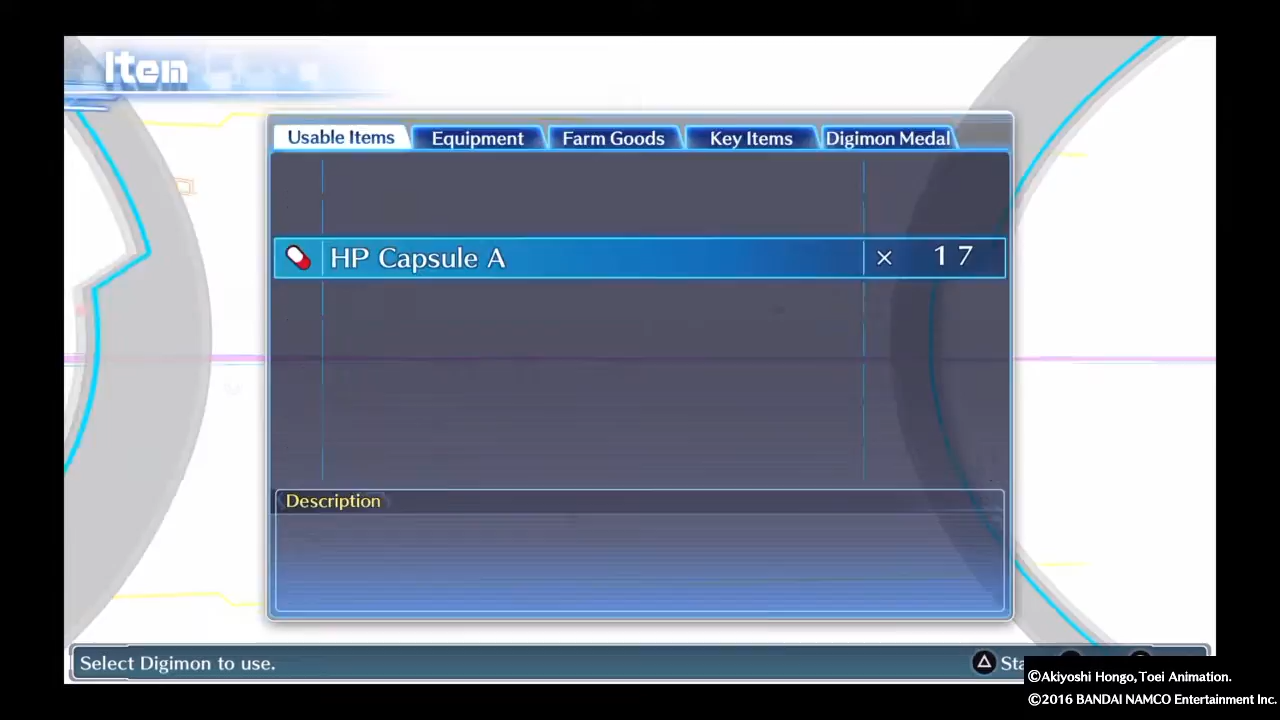 Item
Usable Items Equipment Farm Goods Key Items Digimon Medal
HP Capsule A × 17
Description
Select Digimon to use.
©Akiyoshi Hongo, Toei Animation.
©2016 BANDAI NAMCO Entertainment Inc.